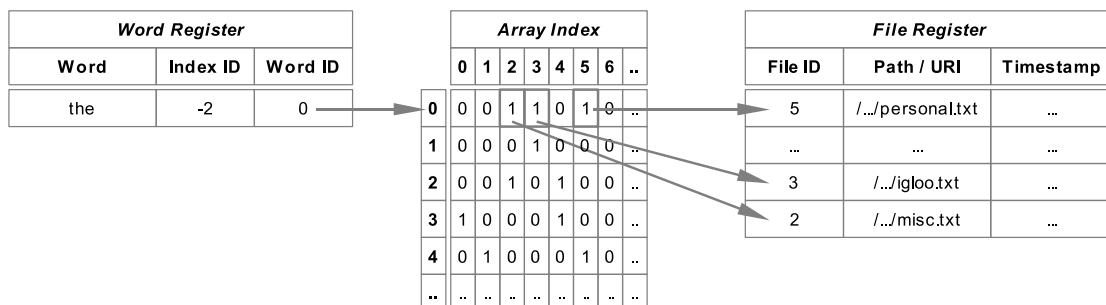 Word Register
Word Index ID Word ID
the -2 0
Array Index
0 1 2 3 4 5 6 ..
0 0 0 1 1 0 1 0 ..
1 0 0 0 1 0 0 0 ..
2 0 0 1 0 1 0 0 ..
3 1 0 0 0 1 0 0 ..
4 0 1 0 0 0 1 0 ..
.. .. .. .. .. .. .. .. ..
File Register
File ID Path / URI Timestamp
5 /.../personal.txt ...
... ... ...
3 /.../igloo.txt ...
2 /.../misc.txt ...